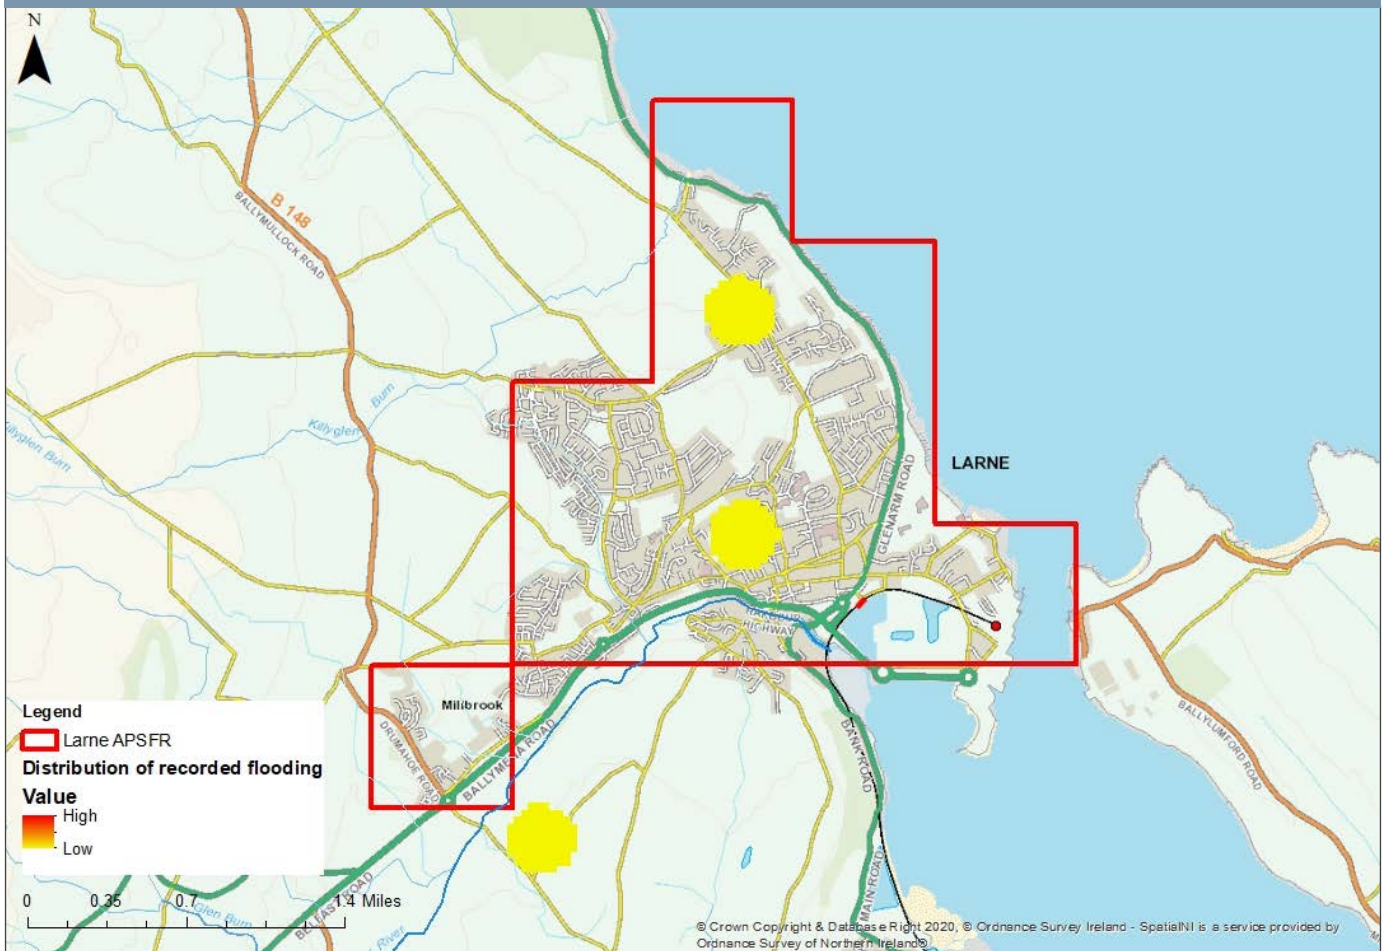 N
B 148
BALLYMULLOCK ROAD
Killyglen Burn
Killyglen Burn
GLENARM ROAD
LARNE
HARBOUR
HIGHWAY
Millbrook
DRUMAHOE ROAD
BALLYMENA ROAD
BANK ROAD
BALLYLUMFORD ROAD
MAIN ROAD
BELFAST ROAD
Glen Burn
River
Legend
Larne APSFR
Distribution of recorded flooding
Value
High
Low
0 0.35 0.7 1.4 Miles
© Crown Copyright & Database Right 2020, © Ordnance Survey Ireland - SpatialNI is a service provided by
Ordnance Survey of Northern Ireland©